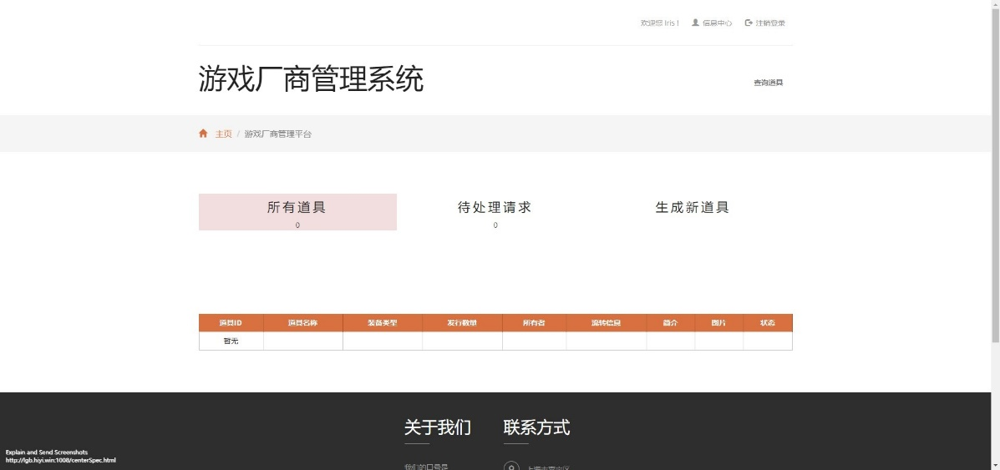 欢迎您 Iris ! 信息中心 注销登录
游戏厂商管理系统
查询道具
主页 / 游戏厂商管理平台
所有道具 待处理请求 生成新道具
0 0
道具ID 道具名称 装备类型 发行数量 所有者 流转信息 简介 图片 状态
暂无
关于我们 联系方式
我们的口号是
Explain and Send Screenshots
http://lgb.hiyi.win:1008/centerSpec.html